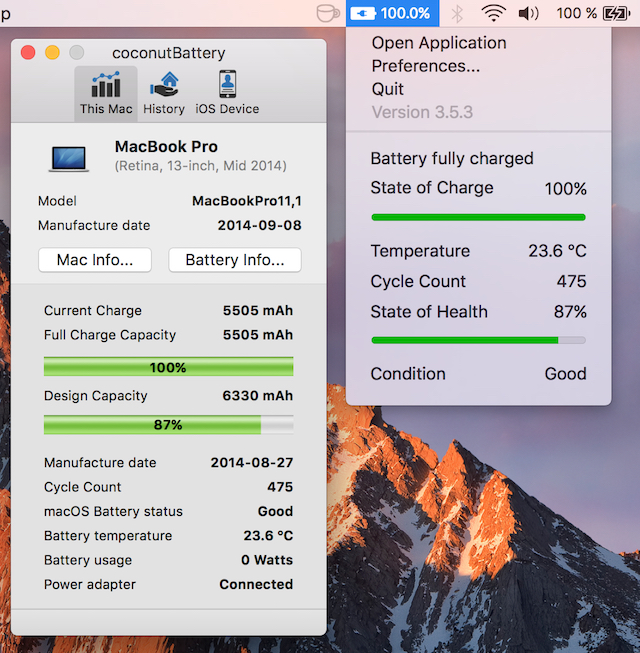 p
100.0%
100 %
coconutBattery
This Mac
History
iOS Device
MacBook Pro
(Retina, 13-inch, Mid 2014)
Model MacBookPro11,1
Manufacture date 2014-09-08
Mac Info... Battery Info...
Current Charge 5505 mAh
Full Charge Capacity 5505 mAh
100%
Design Capacity 6330 mAh
87%
Manufacture date 2014-08-27
Cycle Count 475
macOS Battery status Good
Battery temperature 23.6 °C
Battery usage 0 Watts
Power adapter Connected
Open Application
Preferences...
Quit
Version 3.5.3
Battery fully charged
State of Charge 100%
Temperature 23.6 °C
Cycle Count 475
State of Health 87%
Condition Good